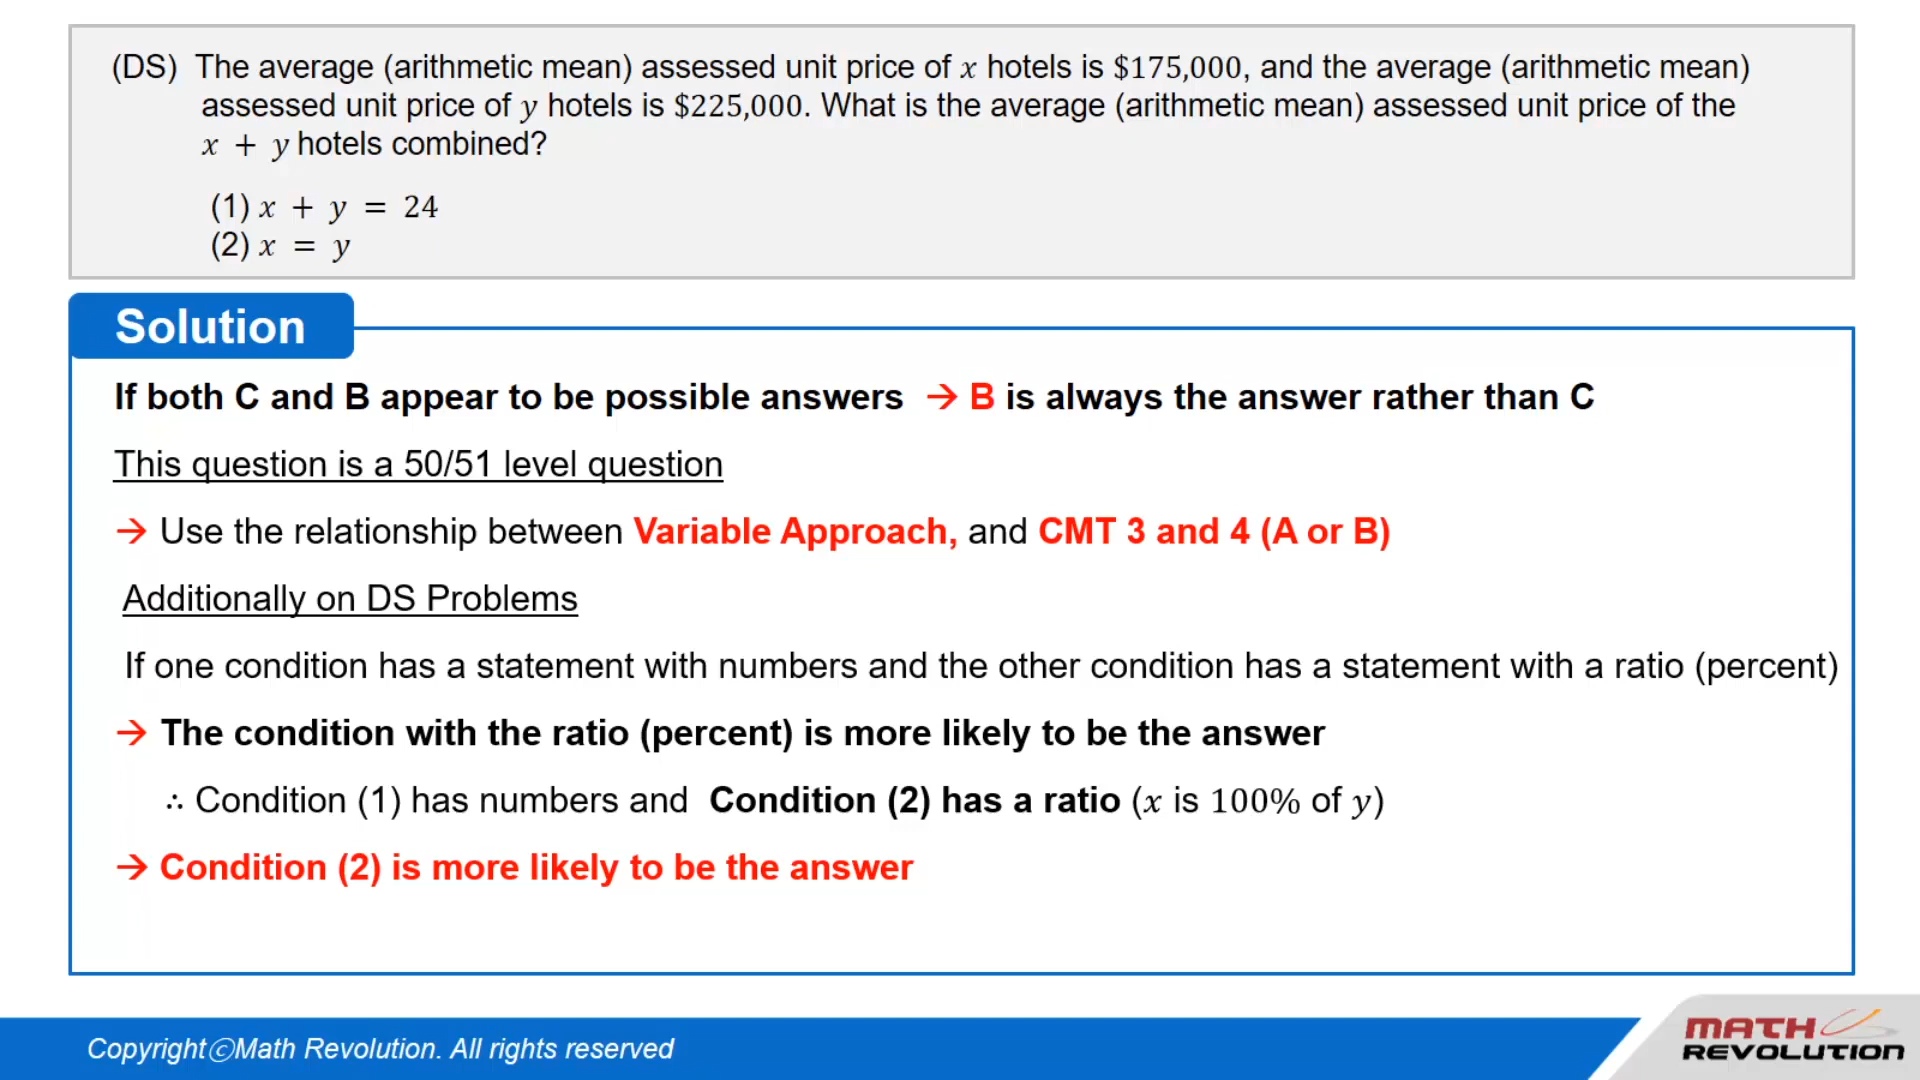 (DS) The average (arithmetic mean) assessed unit price of x hotels is $175,000, and the average (arithmetic mean)
assessed unit price of y hotels is $225,000. What is the average (arithmetic mean) assessed unit price of the
x + y hotels combined?
(1) x + y = 24
(2) x = y
Solution
If both C and B appear to be possible answers → B is always the answer rather than C
This question is a 50/51 level question
→ Use the relationship between Variable Approach, and CMT 3 and 4 (A or B)
Additionally on DS Problems
If one condition has a statement with numbers and the other condition has a statement with a ratio (percent)
→ The condition with the ratio (percent) is more likely to be the answer
∴ Condition (1) has numbers and Condition (2) has a ratio (x is 100% of y)
→ Condition (2) is more likely to be the answer
CopyrightⓒMath Revolution. All rights reserved
MATH
REVOLUTION